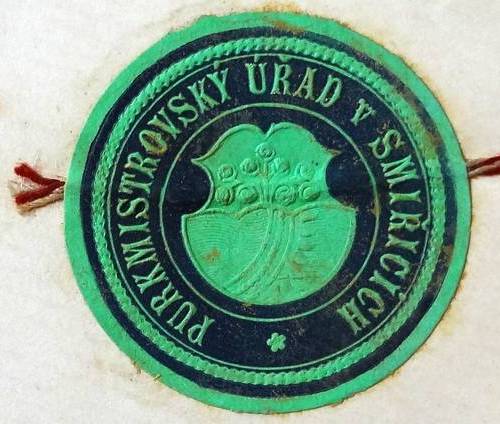 PURKMISTROVSKÝ ÚŘAD V SMIŘICÍCH